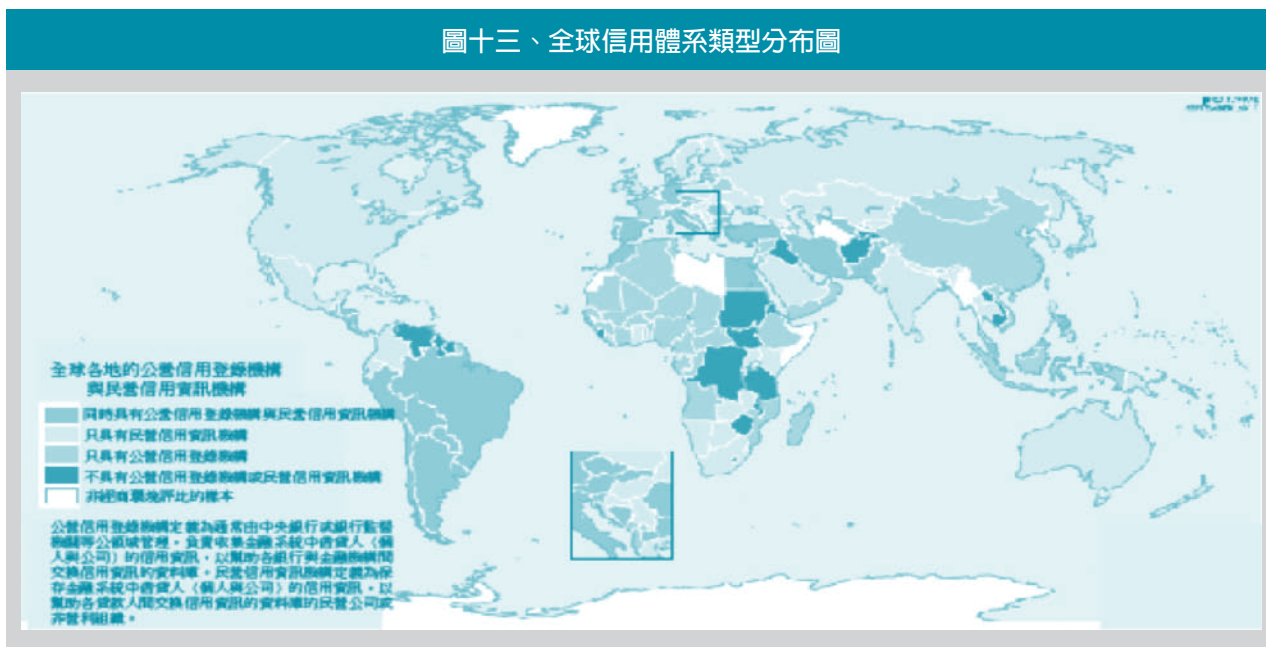 圖十三、全球信用體系類型分布圖
全球各地的公營信用登錄機構
與民營信用資訊機構
同時具有公營信用登錄機構與民營信用資訊機構
只具有民營信用資訊機構
只具有公營信用登錄機構
不具有公營信用登錄機構或民營信用資訊機構
非經商環境評比的樣本
公營信用登錄機構定義為通常由中央銀行或銀行監督
機關等公領域管理，負責收集金融系統中借貸人（個
人與公司）的信用資訊，以幫助各銀行與金融機構間
交換信用資訊的資料庫。民營信用資訊機構定義為保
存金融系統中借貸人（個人與公司）的信用資訊，以
幫助各貸款人間交換信用資訊的資料庫的民營公司或
非營利組織。